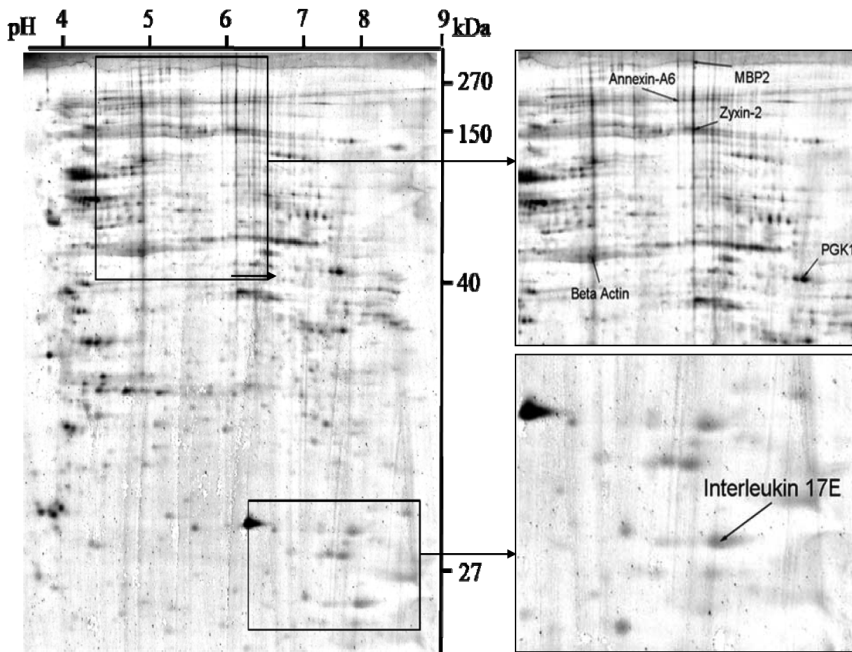 pH 4 5 6 7 8 9 kDa
270
150
40
27
Annexin-A6
MBP2
Zyxin-2
PGK1
Beta Actin
Interleukin 17E